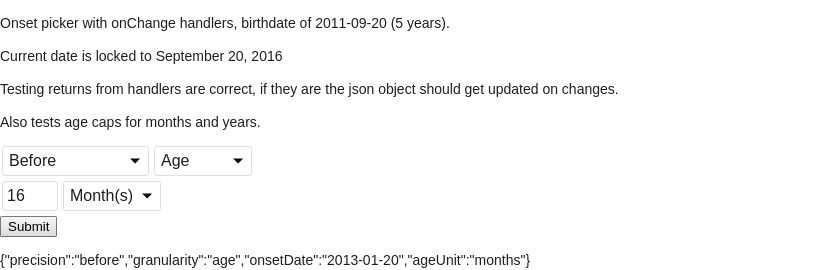 Onset picker with onChange handlers, birthdate of 2011-09-20 (5 years).
Current date is locked to September 20, 2016
Testing returns from handlers are correct, if they are the json object should get updated on changes.
Also tests age caps for months and years.
Before Age
16 Month(s)
Submit
{"precision":"before","granularity":"age","onsetDate":"2013-01-20","ageUnit":"months"}